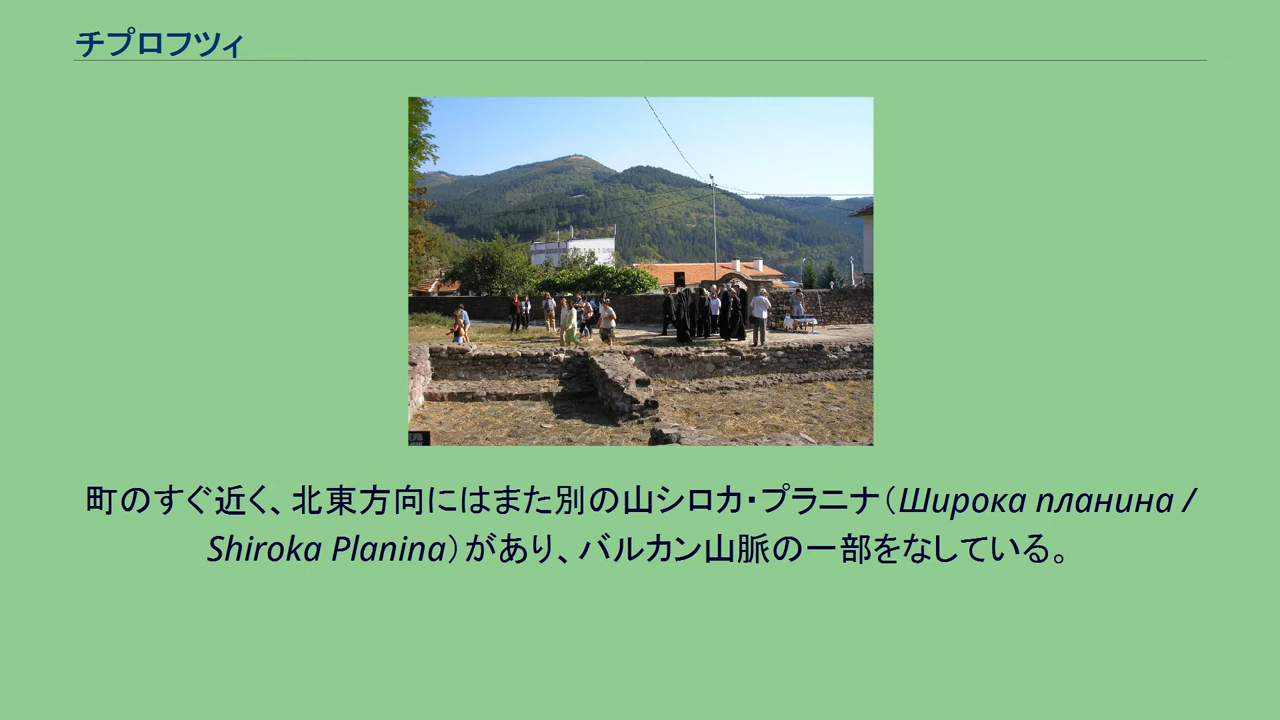 チプロフツィ
町のすぐ近く、北東方向にはまた別の山シロカ・プラニナ（Широка планина /
Shiroka Planina）があり、バルカン山脈の一部をなしている。